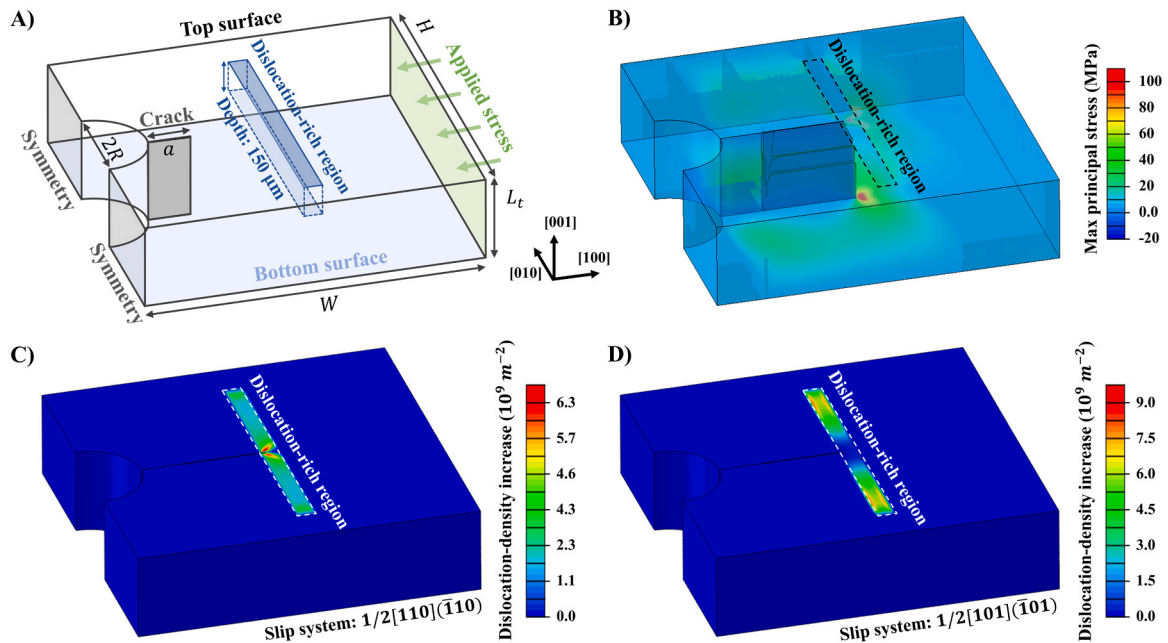 A)
Top surface
H
Dislocation-rich region
Applied stress
Crack
a
2R
Depth: 150 μm
Symmetry
L_t
Symmetry
Bottom surface
W
[001]
[010]
[100]
B)
Dislocation-rich region
Max principal stress (MPa)
100
80
60
40
20
0.0
−20
C)
Dislocation-rich region
Slip system: 1/2[110](1̅10)
Dislocation-density increase (10⁹ m⁻²)
6.3
5.7
4.6
3.4
2.3
1.1
0.0
D)
Dislocation-rich region
Slip system: 1/2[101](1̅01)
Dislocation-density increase (10⁹ m⁻²)
9.0
7.5
6.0
4.5
3.0
1.5
0.0